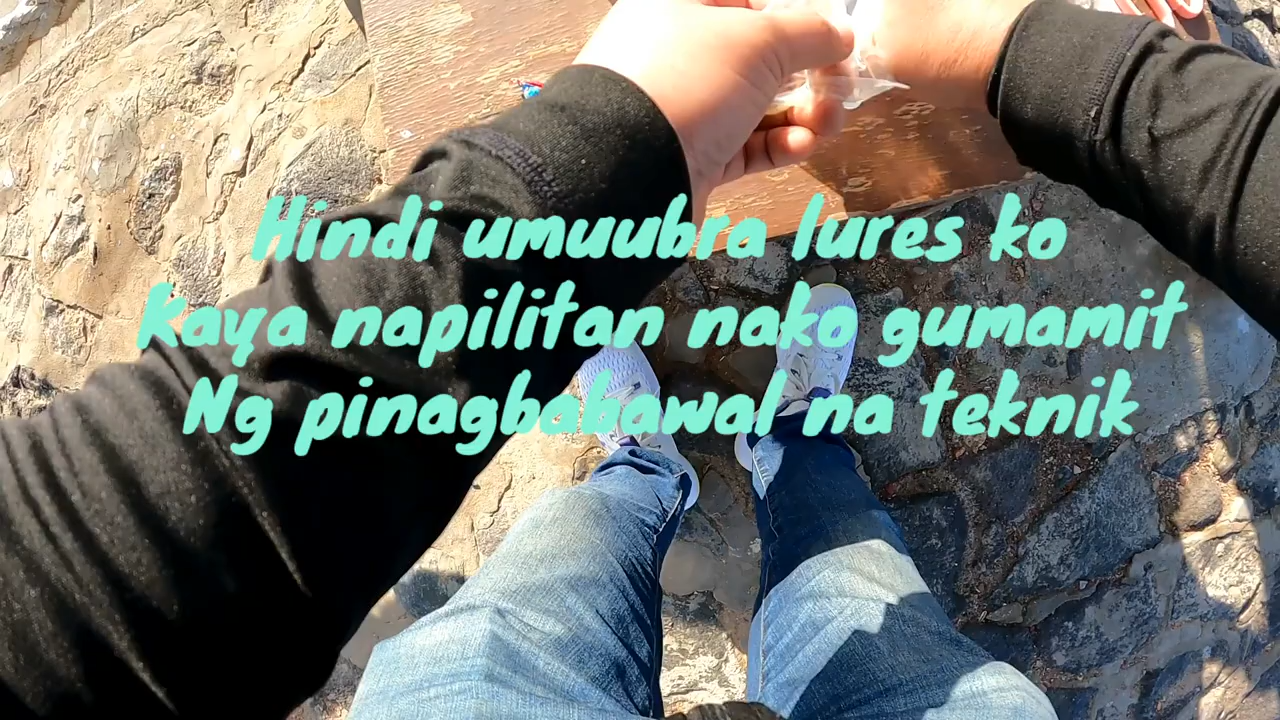 Hindi umuubra lures ko
Kaya napilitan nako gumamit
Ng pinagbabawal na teknik